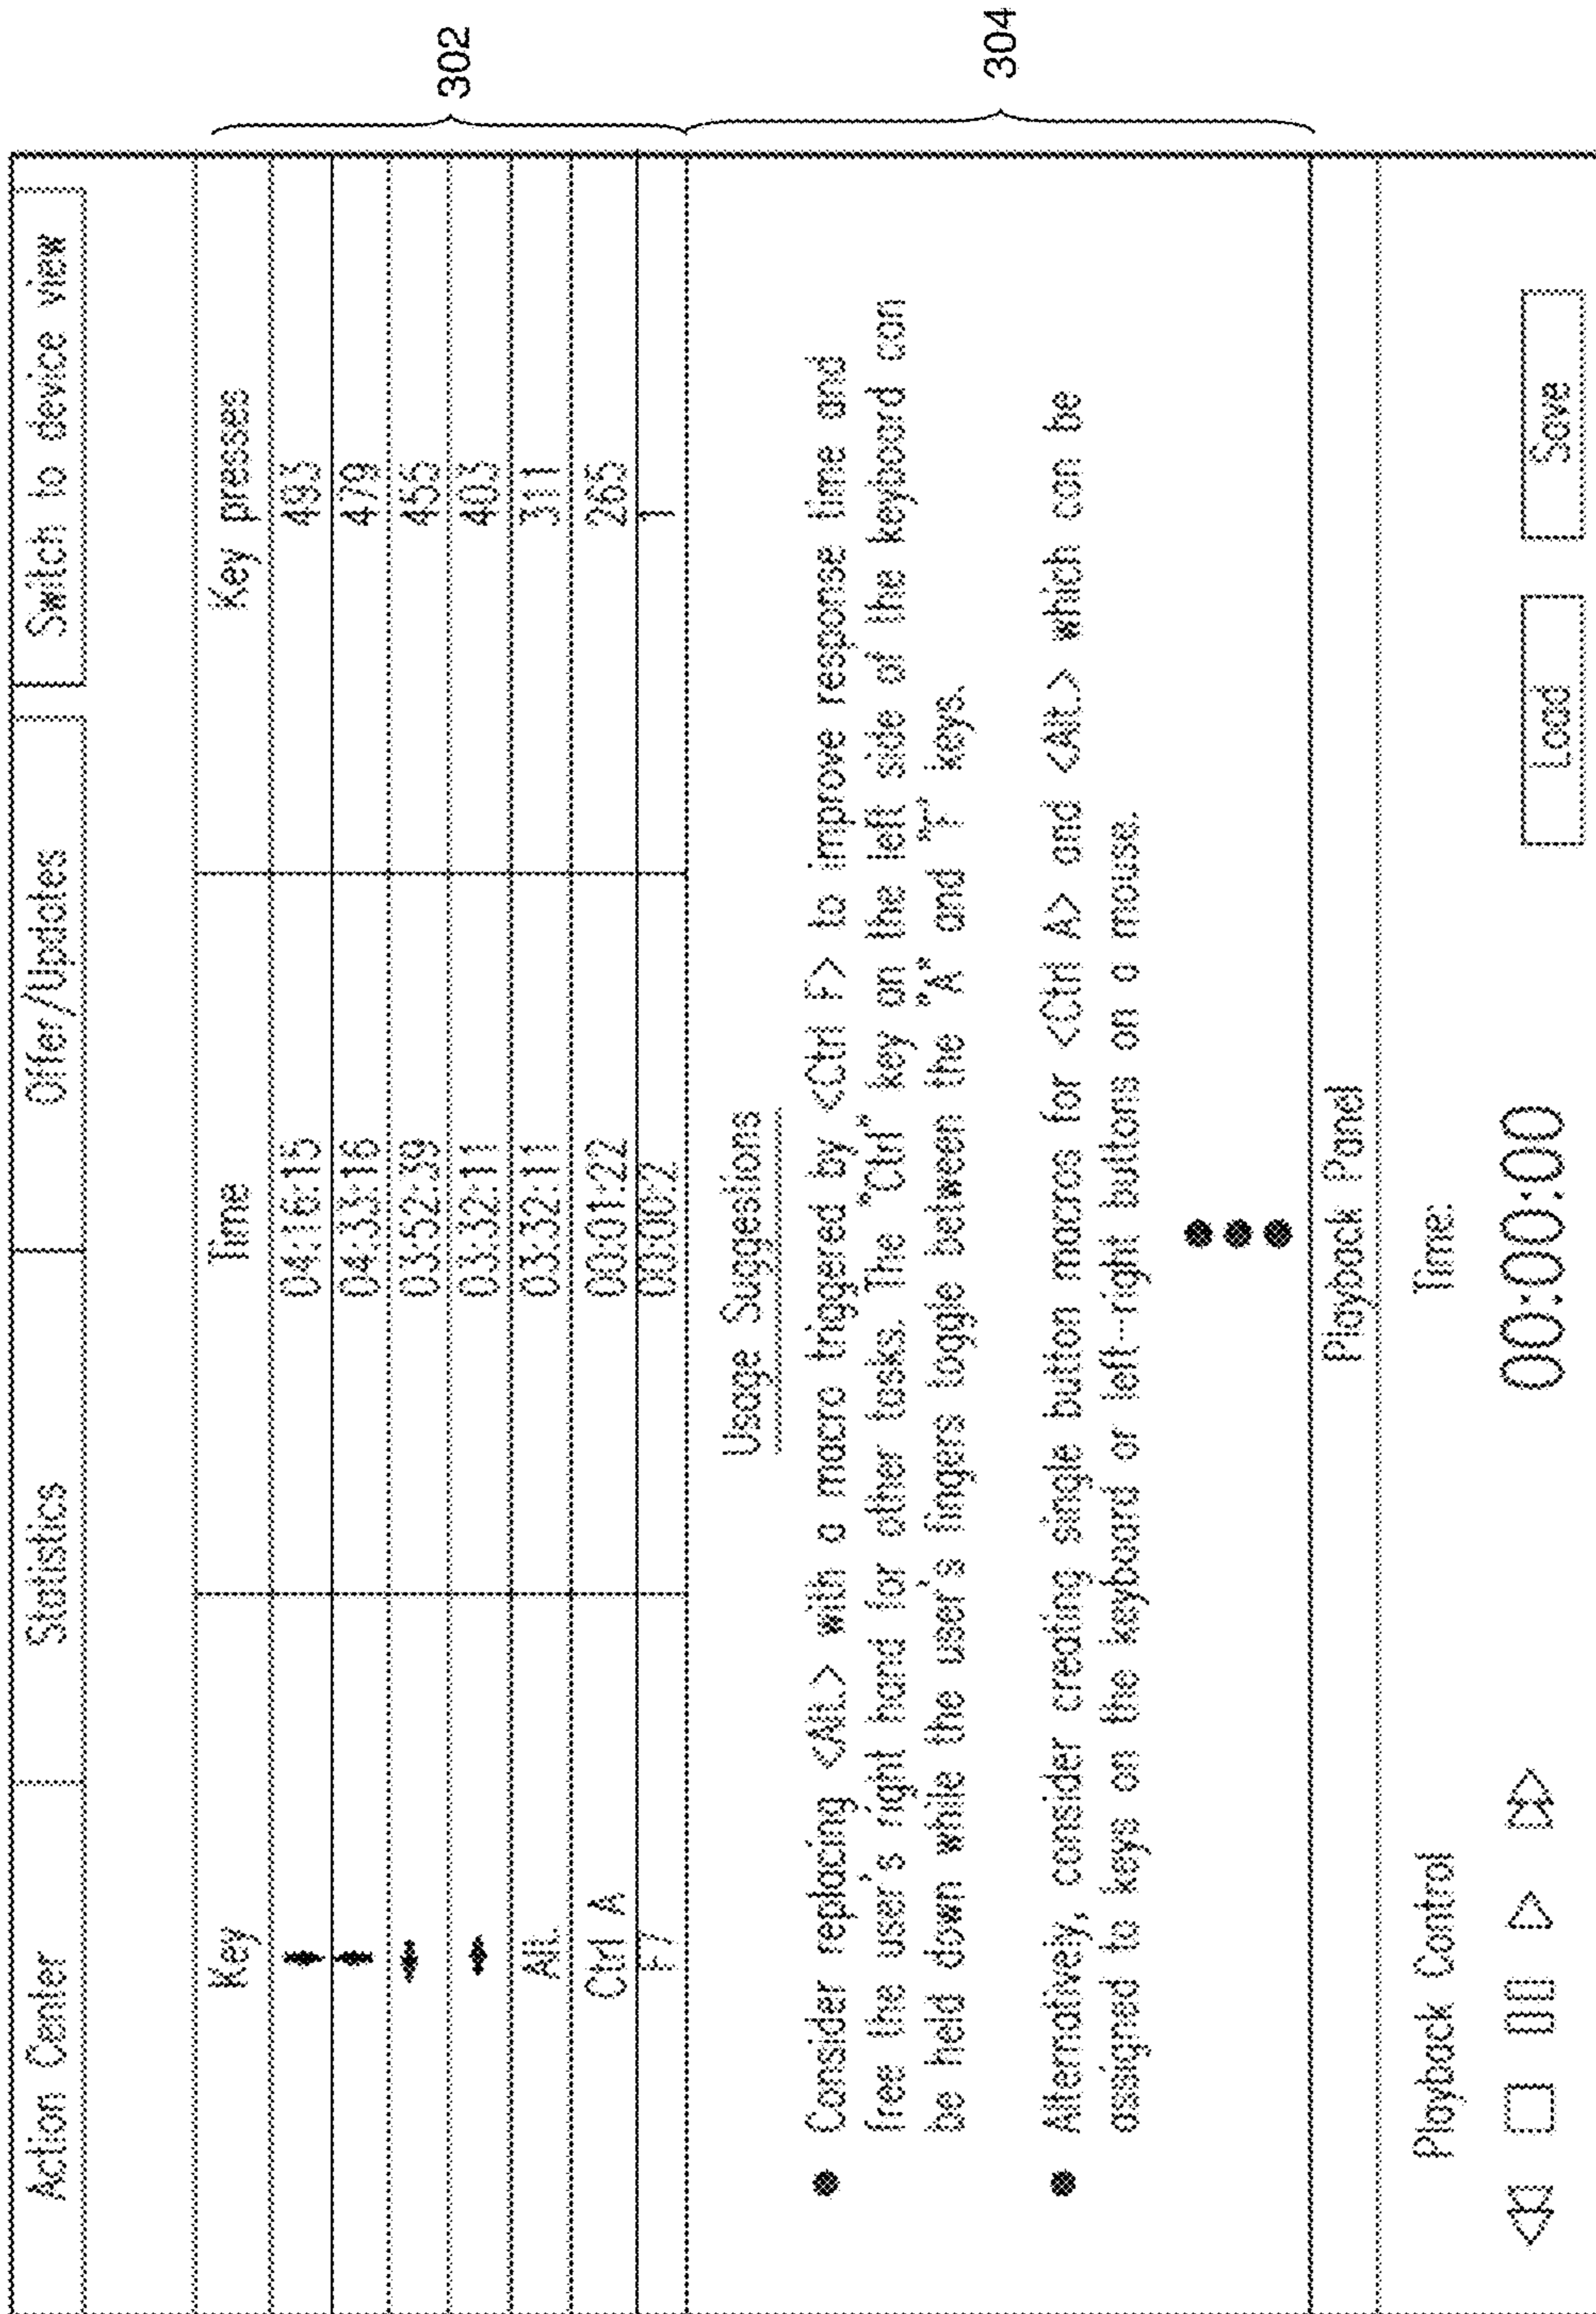 Action Center Statistics Offer/Updates Switch to device view
Key Time Key presses
04:16:15 493
04:33:16 479
03:52:39 455
03:32:11 403
Alt. 03:32:11 311
Ctrl A 00:01:22 265
F7 00:00:2 1
302
Usage Suggestions
● Consider replacing <Alt.> with a macro triggered by <Ctrl F> to improve response time and
free the user's right hand for other tasks. The "Ctrl" key on the left side of the keyboard can
be held down while the user's fingers toggle between the "A" and keys.
● Alternatively, consider creating single button macros for <Ctrl A> and <Alt.> which can be
assigned to keys on the keyboard or left-right buttons on a mouse.
304
Playback Panel
Playback Control Time:
00:00:00 Load Save